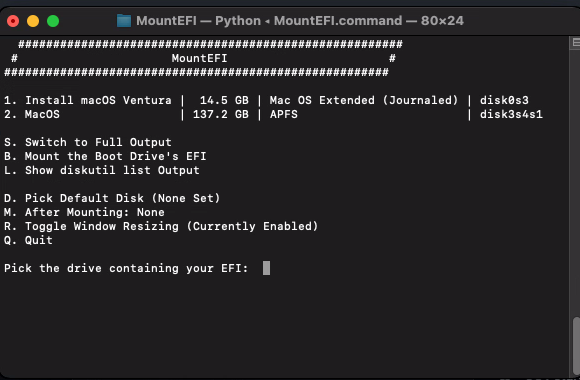 MountEFI — Python ◂ MountEFI.command — 80×24
#######################################################
# MountEFI #
#######################################################
1. Install macOS Ventura | 14.5 GB | Mac OS Extended (Journaled) | disk0s3
2. MacOS | 137.2 GB | APFS | disk3s4s1
S. Switch to Full Output
B. Mount the Boot Drive's EFI
L. Show diskutil list Output
D. Pick Default Disk (None Set)
M. After Mounting: None
R. Toggle Window Resizing (Currently Enabled)
Q. Quit
Pick the drive containing your EFI: